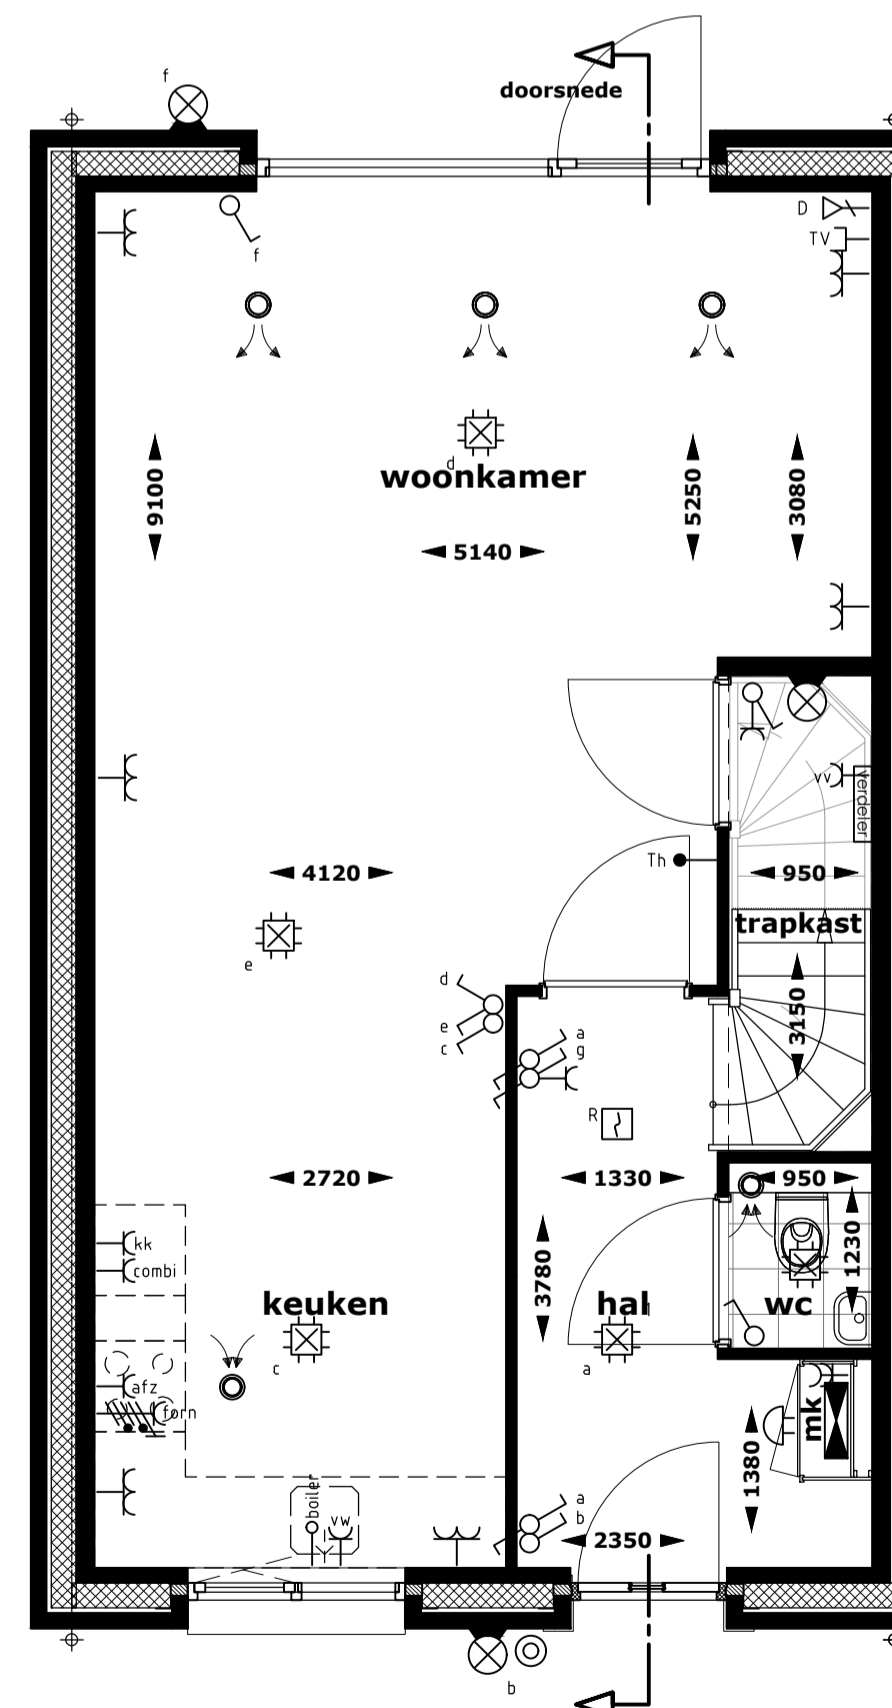 f
doorsnede
D
TV
f
d
woonkamer
9100
5250
3080
5140
vv
verdeler
Th
4120
950
trapkast
e
d
e
c
a
g
3150
R
2720
1330
950
1230
kk
combi
3780
keuken
hal
wc
c
a
afz
forn
mk
1380
boiler
vw
a
b
2350
b